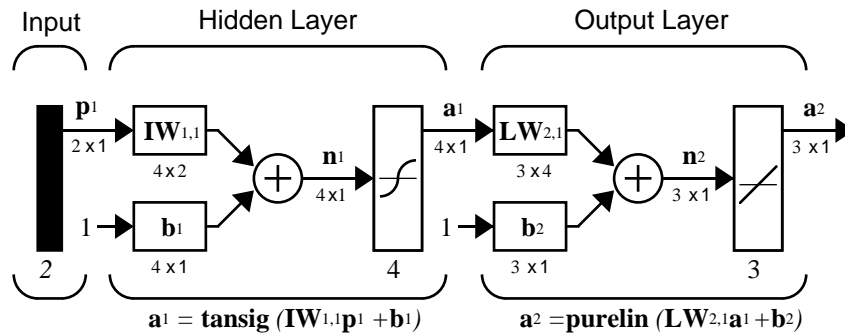 Input Hidden Layer Output Layer
p1 a1 a2
IW1,1 n1 LW2,1 n2
2 x 1 4 x 2 4 x1 4 x1 3 x 4 3 x 1 3 x 1
1 b1 1 b2
2 4 x 1 4 3 x 1 3
a1 = tansig (IW1,1p1 +b1) a2 =purelin (LW2,1a1+b2)